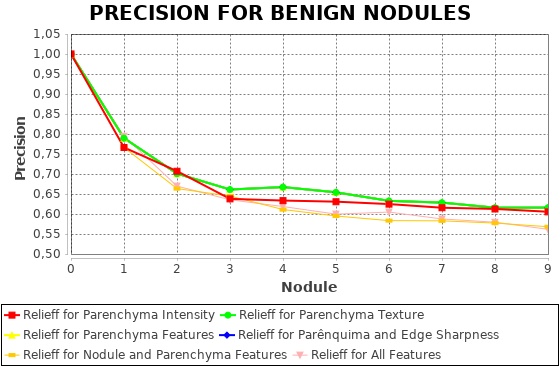 PRECISION FOR BENIGN NODULES
1,05
1,00
0,95
0,90
0,85
0,80
0,75
0,70
0,65
0,60
0,55
0,50
Precision
0 1 2 3 4 5 6 7 8 9
Nodule
Relieff for Parenchyma Intensity Relieff for Parenchyma Texture
Relieff for Parenchyma Features Relieff for Parênquima and Edge Sharpness
Relieff for Nodule and Parenchyma Features Relieff for All Features